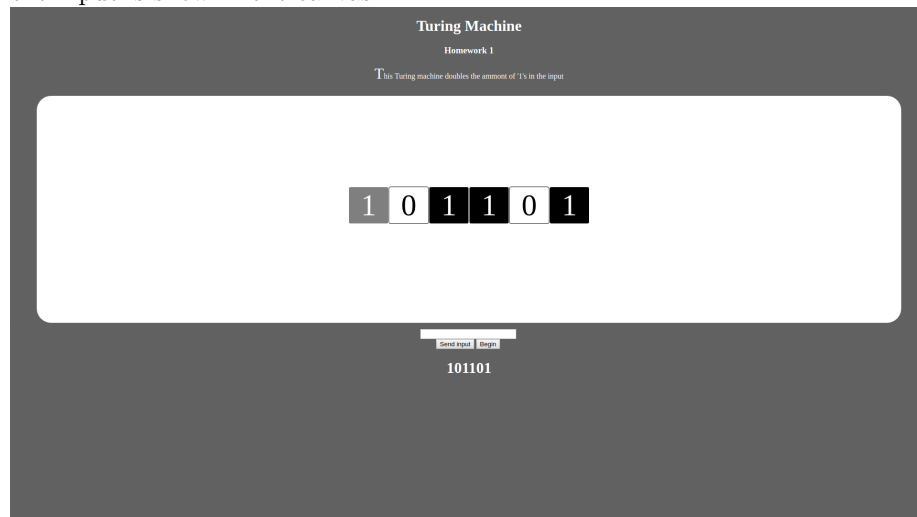 Turing Machine
Homework 1
This Turing machine doubles the ammont of '1's in the input
1 0 1 1 0 1
Send input Begin
101101